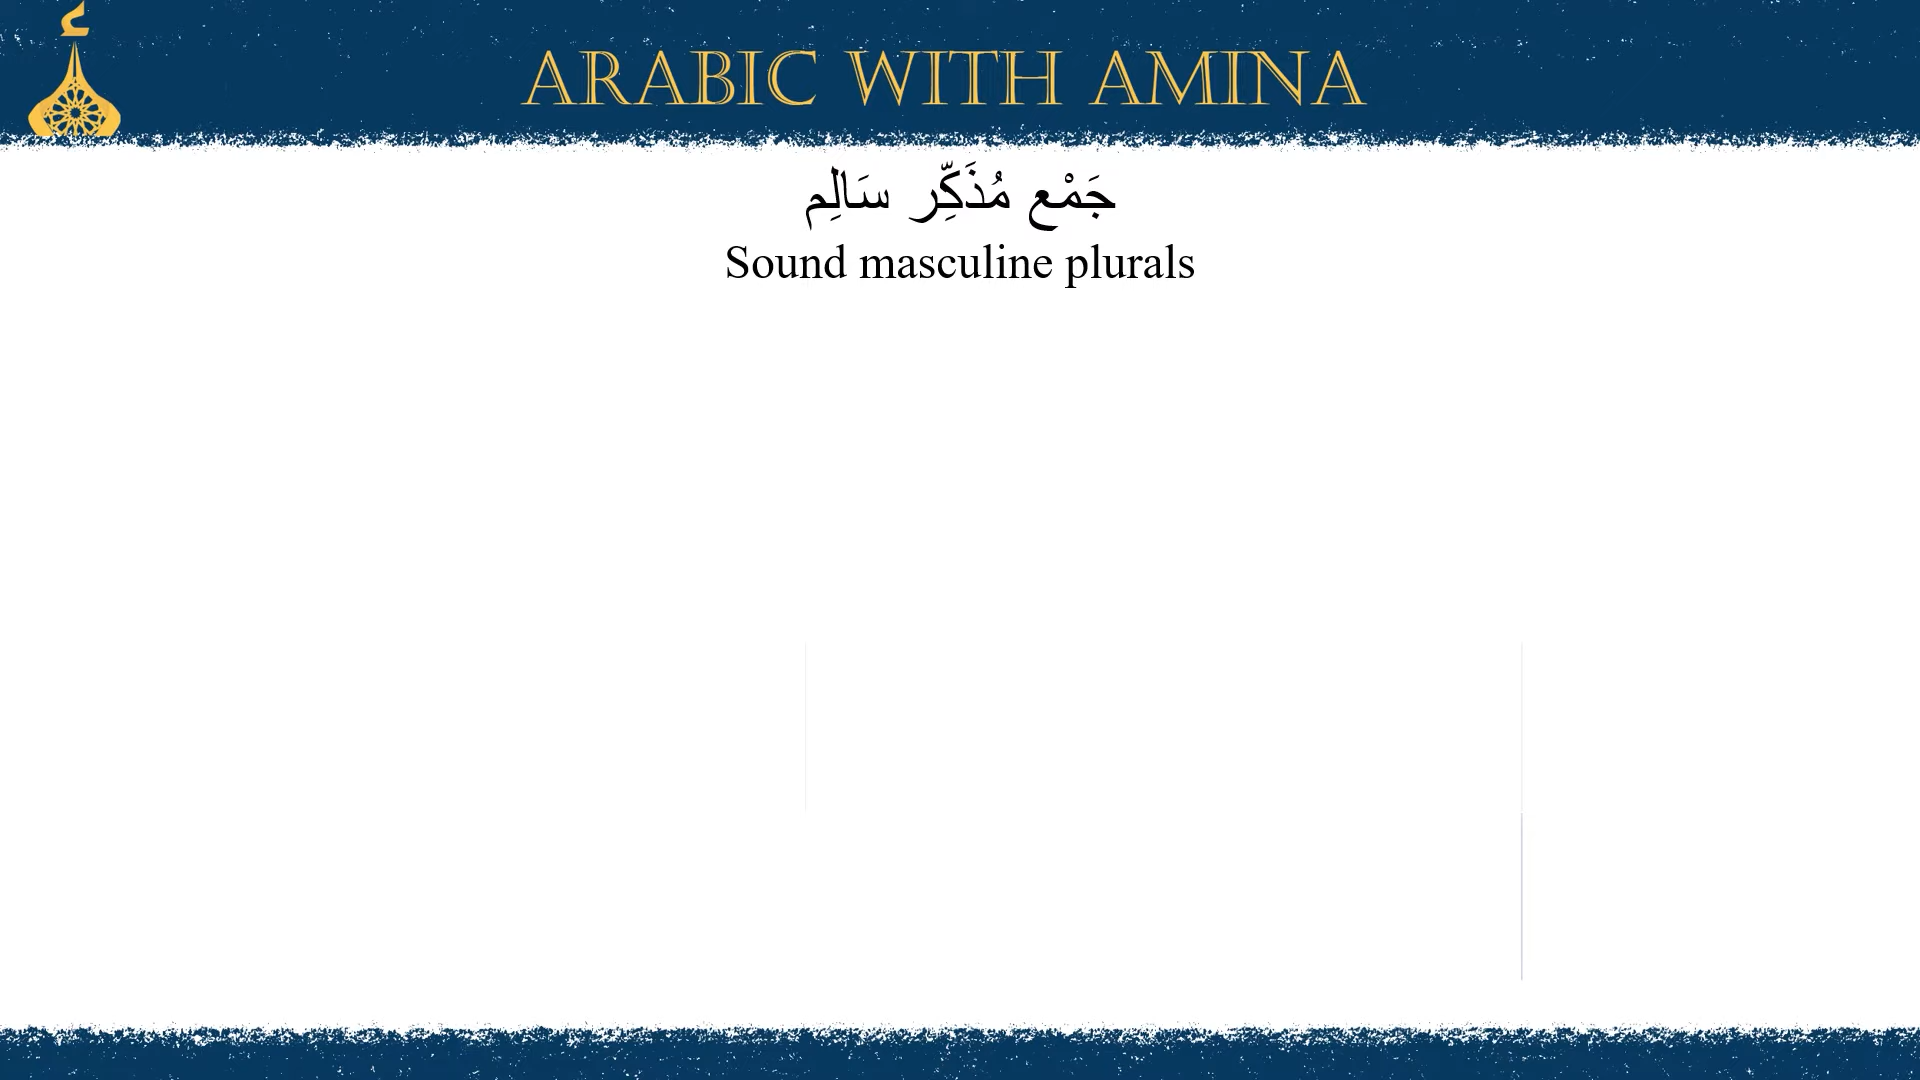 ARABIC WITH AMINA
جَمْع مُذَكِّر سَالِم
Sound masculine plurals